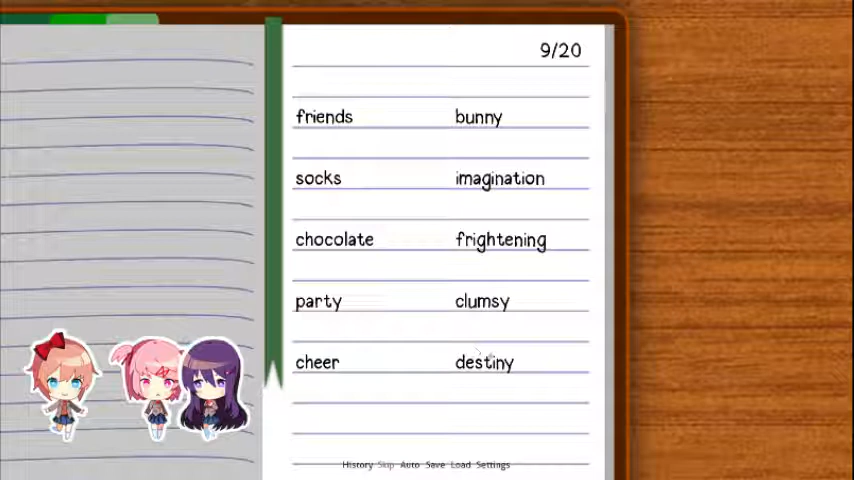 9/20
friends bunny
socks imagination
chocolate frightening
party clumsy
cheer destiny
History Skip Auto Save Load Settings